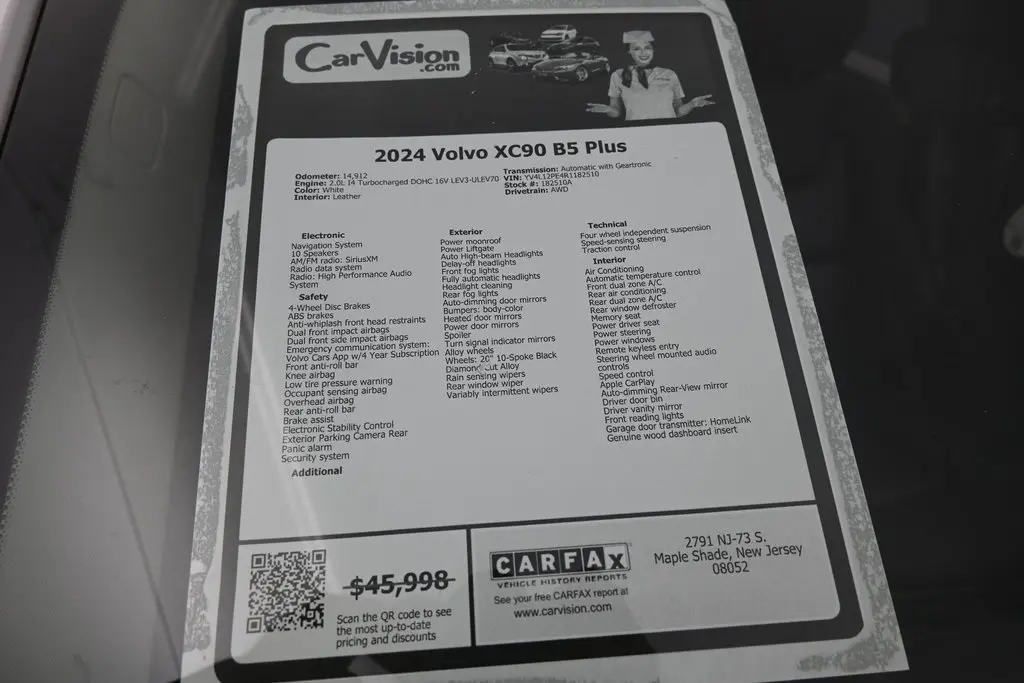 CarVision
.com
2024 Volvo XC90 B5 Plus
Odometer: 14,912
Engine: 2.0L I4 Turbocharged DOHC 16V LEV3-ULEV70
Color: White
Interior: Leather
Transmission: Automatic with Geartronic
VIN: YV4L12PE4R1182510
Stock #: 182510A
Drivetrain: AWD
Electronic
Navigation System
10 Speakers
AM/FM radio: SiriusXM
Radio data system
Radio: High Performance Audio
System
Safety
4-Wheel Disc Brakes
ABS brakes
Anti-whiplash front head restraints
Dual front impact airbags
Dual front side impact airbags
Emergency communication system:
Volvo Cars App w/4 Year Subscription
Front anti-roll bar
Knee airbag
Low tire pressure warning
Occupant sensing airbag
Overhead airbag
Rear anti-roll bar
Brake assist
Electronic Stability Control
Exterior Parking Camera Rear
Panic alarm
Security system
Additional
Exterior
Power moonroof
Power Liftgate
Auto High-beam Headlights
Delay-off headlights
Front fog lights
Fully automatic headlights
Headlight cleaning
Rear fog lights
Auto-dimming door mirrors
Bumpers: body-color
Heated door mirrors
Power door mirrors
Spoiler
Turn signal indicator mirrors
Alloy wheels
Wheels: 20" 10-Spoke Black
Diamond Cut Alloy
Rain sensing wipers
Rear window wiper
Variably intermittent wipers
Technical
Four wheel independent suspension
Speed-sensing steering
Traction control
Interior
Air Conditioning
Automatic temperature control
Front dual zone A/C
Rear air conditioning
Rear dual zone A/C
Rear window defroster
Memory seat
Power driver seat
Power steering
Power windows
Remote keyless entry
Steering wheel mounted audio
controls
Speed control
Apple CarPlay
Auto-dimming Rear-View mirror
Driver door bin
Driver vanity mirror
Front reading lights
Garage door transmitter: HomeLink
Genuine wood dashboard insert
$45,998
Scan the QR code to see
the most up-to-date
pricing and discounts
CARFAX
VEHICLE HISTORY REPORTS
See your free CARFAX report at
www.carvision.com
2791 NJ-73 S.
Maple Shade, New Jersey
08052